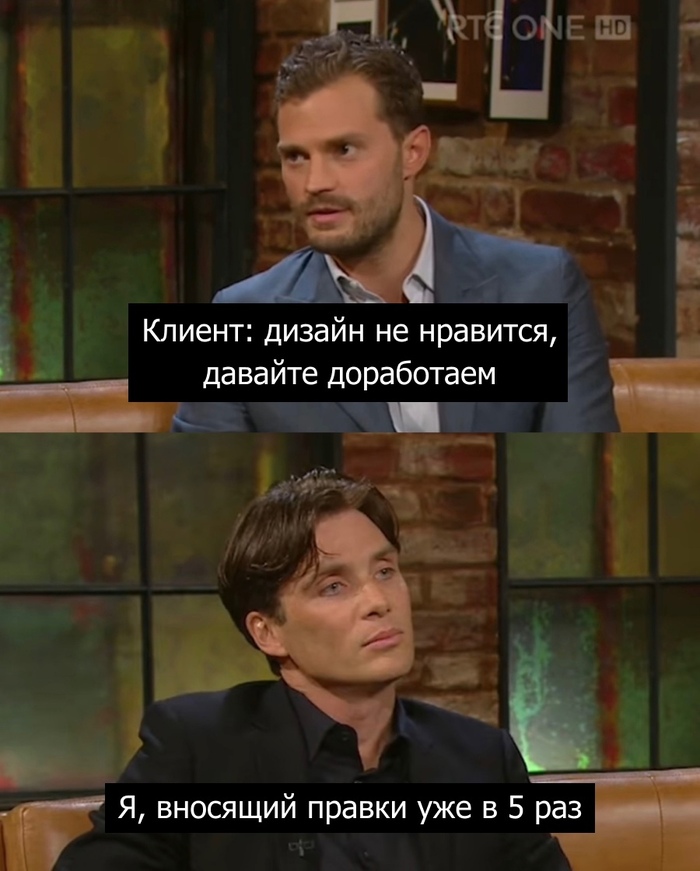 RTÉ ONE HD
Клиент: дизайн не нравится,
давайте доработаем
Я, вносящий правки уже в 5 раз